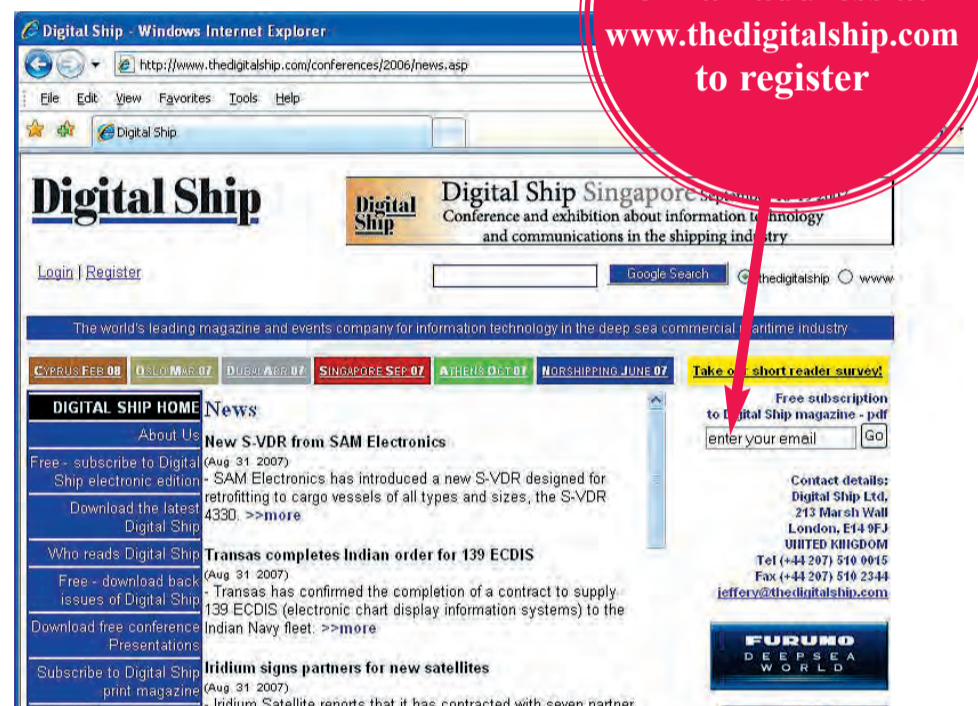 www.thedigitalship.com
to register
Digital Ship - Windows Internet Explorer
http://www.thedigitalship.com/conferences/2006/news.asp
File Edit View Favorites Tools Help
Digital Ship
Digital Ship
Digital Ship
Digital Ship Singapore
Conference and exhibition about information technology
and communications in the shipping industry
Login | Register
Google Search thedigitalship www
The world's leading magazine and events company for information technology in the deep sea commercial maritime industry
CYPRUS FEB 08 OSLO MAR 07 DUBAI APR 07 SINGAPORE SEP 07 ATHENS OCT 07 NORSHIPPING JUNE 07 Take our short reader survey!
DIGITAL SHIP HOME
About Us
Free - subscribe to Digital
Ship electronic edition
Download the latest
Digital Ship
Who reads Digital Ship
Free - download back
issues of Digital Ship
Download free conference
Presentations
Subscribe to Digital Ship
print magazine
News
New S-VDR from SAM Electronics
(Aug 31 2007)
- SAM Electronics has introduced a new S-VDR designed for
retrofitting to cargo vessels of all types and sizes, the S-VDR
4330. >>more
Transas completes Indian order for 139 ECDIS
(Aug 31 2007)
- Transas has confirmed the completion of a contract to supply
139 ECDIS (electronic chart display information systems) to the
Indian Navy fleet. >>more
Iridium signs partners for new satellites
(Aug 31 2007)
- Iridium Satellite reports that it has contracted with seven partner
Free subscription
to Digital Ship magazine - pdf
enter your email Go
Contact details:
Digital Ship Ltd,
213 Marsh Wall
London, E14 9FJ
UNITED KINGDOM
Tel (+44 207) 510 0015
Fax (+44 207) 510 2344
jeffery@thedigitalship.com
FURUNO
DEEPSEA
WORLD